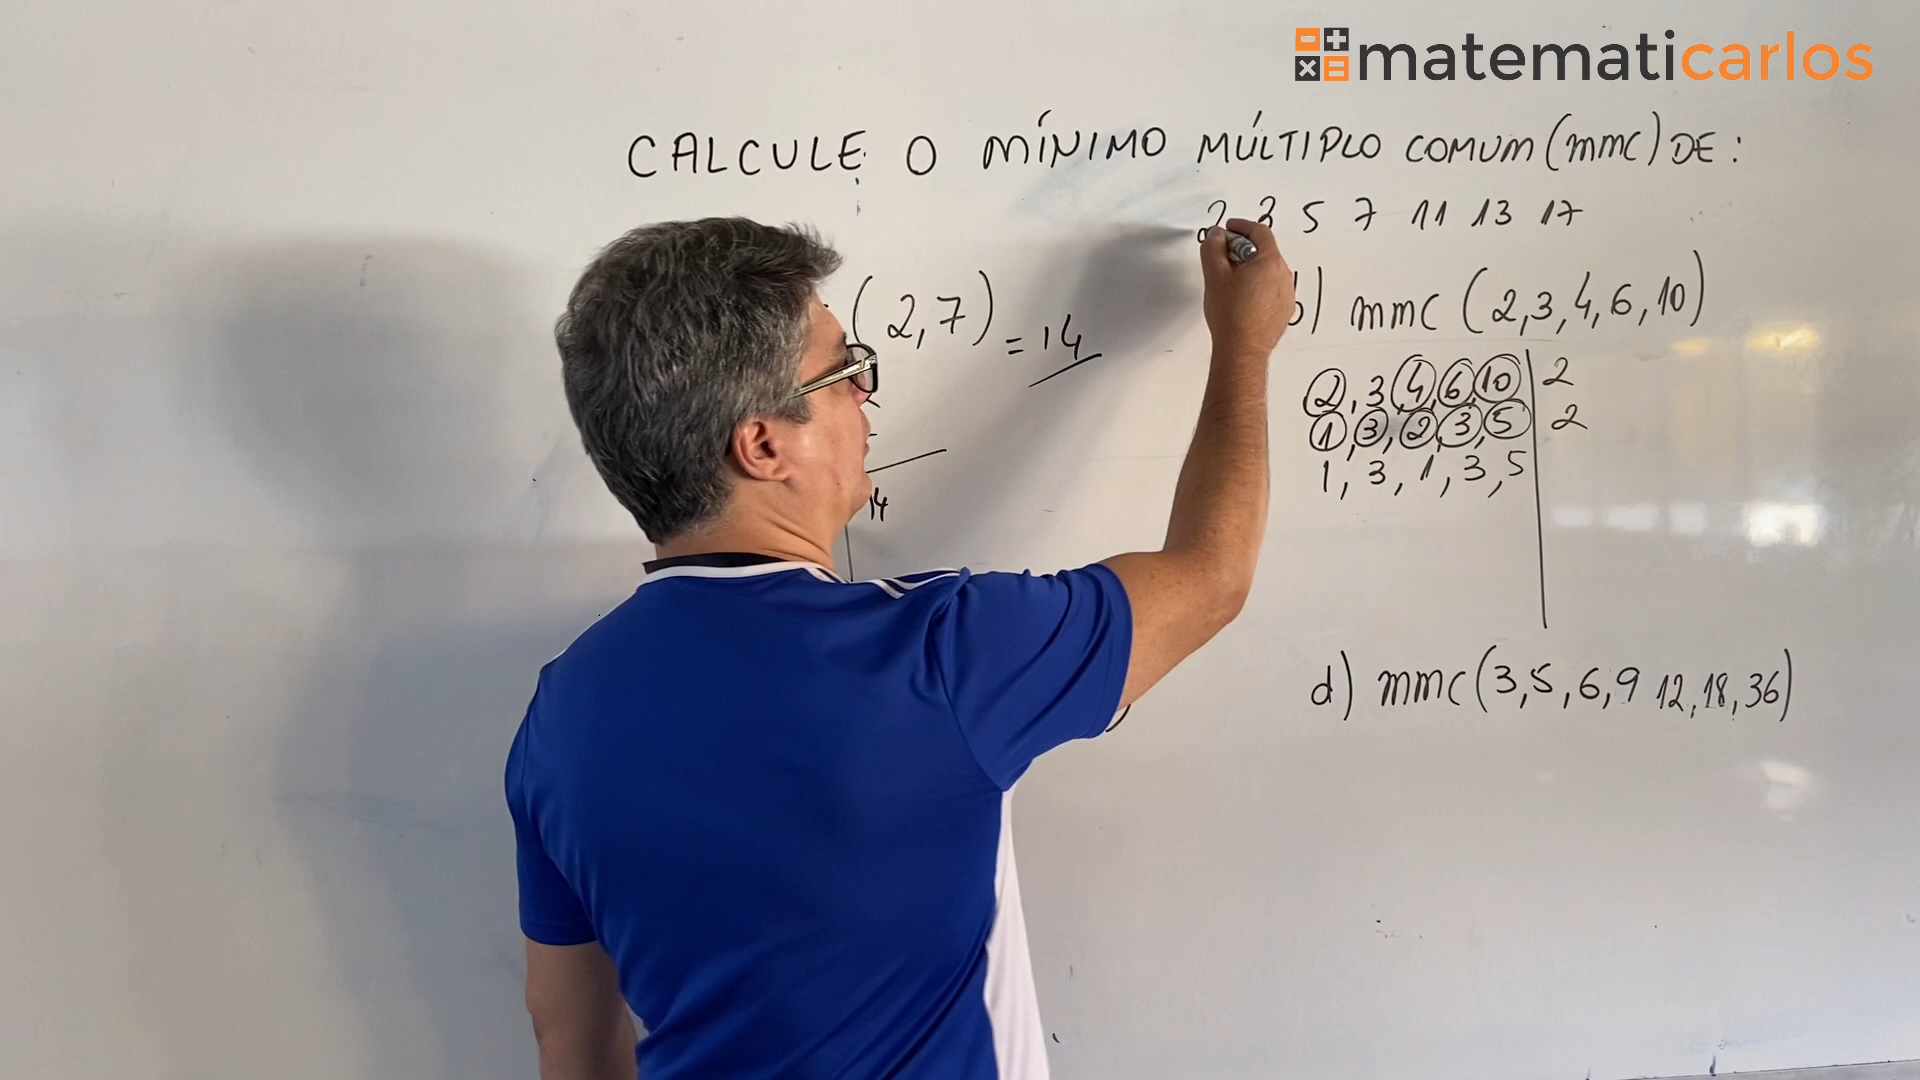 matematicarlos
CALCULE O MÍNIMO MÚLTIPLO COMUM (mmc) DE:
2 3 5 7 11 13 17
(2,7) = 14
14
b) mmc (2,3,4,6,10)
2, 3, 4, 6, 10 | 2
1, 3, 2, 3, 5 | 2
1, 3, 1, 3, 5
d) mmc (3,5,6,9 12,18,36)